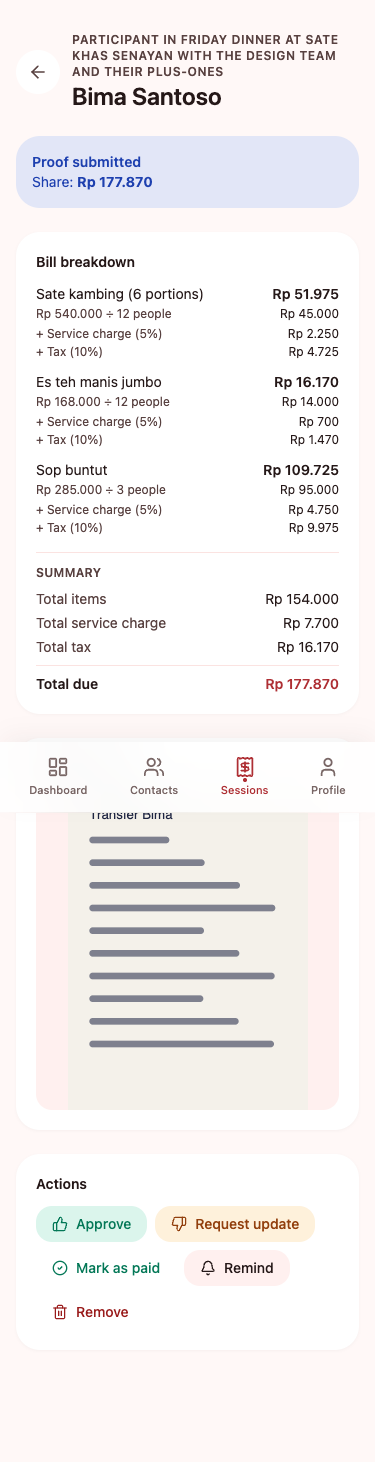 PARTICIPANT IN FRIDAY DINNER AT SATE
KHAS SENAYAN WITH THE DESIGN TEAM
AND THEIR PLUS-ONES
Bima Santoso
Proof submitted
Share: Rp 177.870
Bill breakdown
Sate kambing (6 portions) Rp 51.975
Rp 540.000 ÷ 12 people Rp 45.000
+ Service charge (5%) Rp 2.250
+ Tax (10%) Rp 4.725
Es teh manis jumbo Rp 16.170
Rp 168.000 ÷ 12 people Rp 14.000
+ Service charge (5%) Rp 700
+ Tax (10%) Rp 1.470
Sop buntut Rp 109.725
Rp 285.000 ÷ 3 people Rp 95.000
+ Service charge (5%) Rp 4.750
+ Tax (10%) Rp 9.975
SUMMARY
Total items Rp 154.000
Total service charge Rp 7.700
Total tax Rp 16.170
Total due Rp 177.870
Dashboard Contacts Sessions Profile
Transfer Bima
Actions
Approve Request update
Mark as paid Remind
Remove